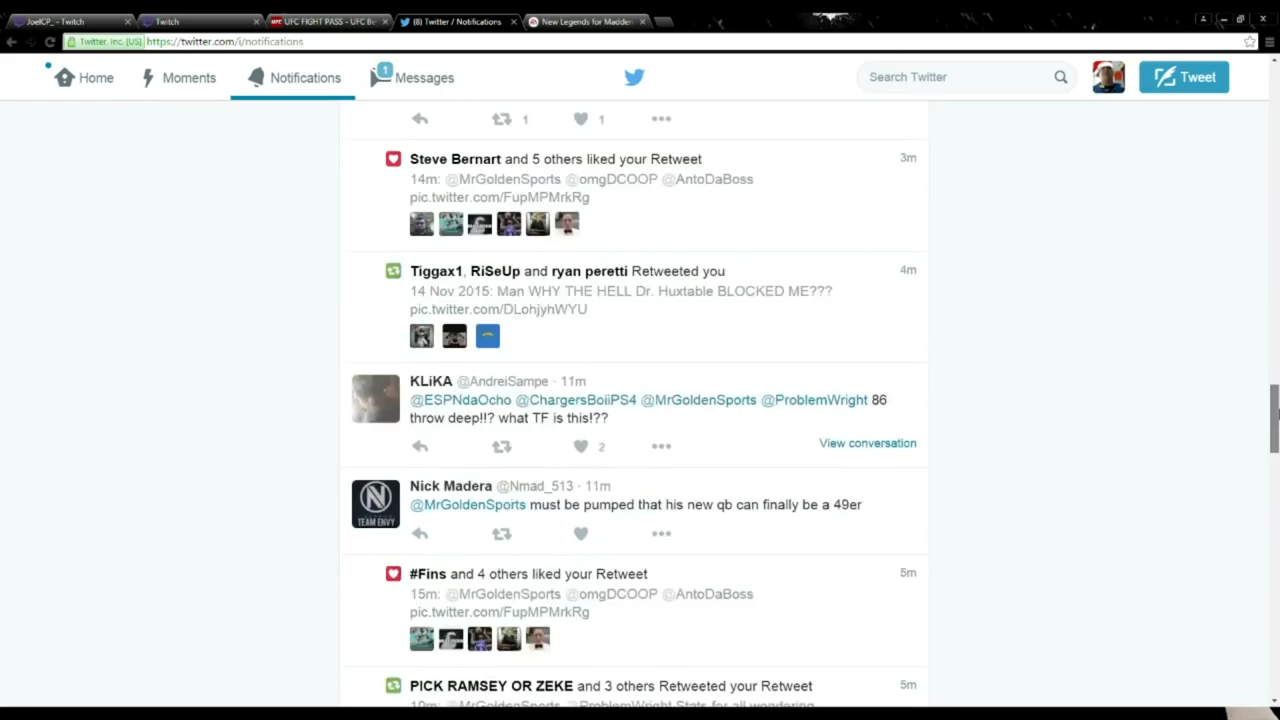 JoelCP_ - Twitch
Twitch
UFC FIGHT PASS - UFC Be
(8) Twitter / Notifications
New Legends for Madden
Twitter, Inc. [US]
https://twitter.com/i/notifications
Home
Moments
Notifications
1
Messages
Search Twitter
Tweet
1
1
Steve Bernart and 5 others liked your Retweet
3m
14m: @MrGoldenSports @omgDCOOP @AntoDaBoss
pic.twitter.com/FupMPMrkRg
Tiggax1, RiSeUp and ryan peretti Retweeted you
4m
14 Nov 2015: Man WHY THE HELL Dr. Huxtable BLOCKED ME???
pic.twitter.com/DLohjyhWYU
KLiKA @AndreiSampe · 11m
@ESPNdaOcho @ChargersBoiiPS4 @MrGoldenSports @ProblemWright 86
throw deep!!? what TF is this!??
2
View conversation
Nick Madera @Nmad_513 · 11m
@MrGoldenSports must be pumped that his new qb can finally be a 49er
TEAM ENVY
#Fins and 4 others liked your Retweet
5m
15m: @MrGoldenSports @omgDCOOP @AntoDaBoss
pic.twitter.com/FupMPMrkRg
PICK RAMSEY OR ZEKE and 3 others Retweeted your Retweet
5m
@MrGoldenSports @ProblemWright Stats for all wondering